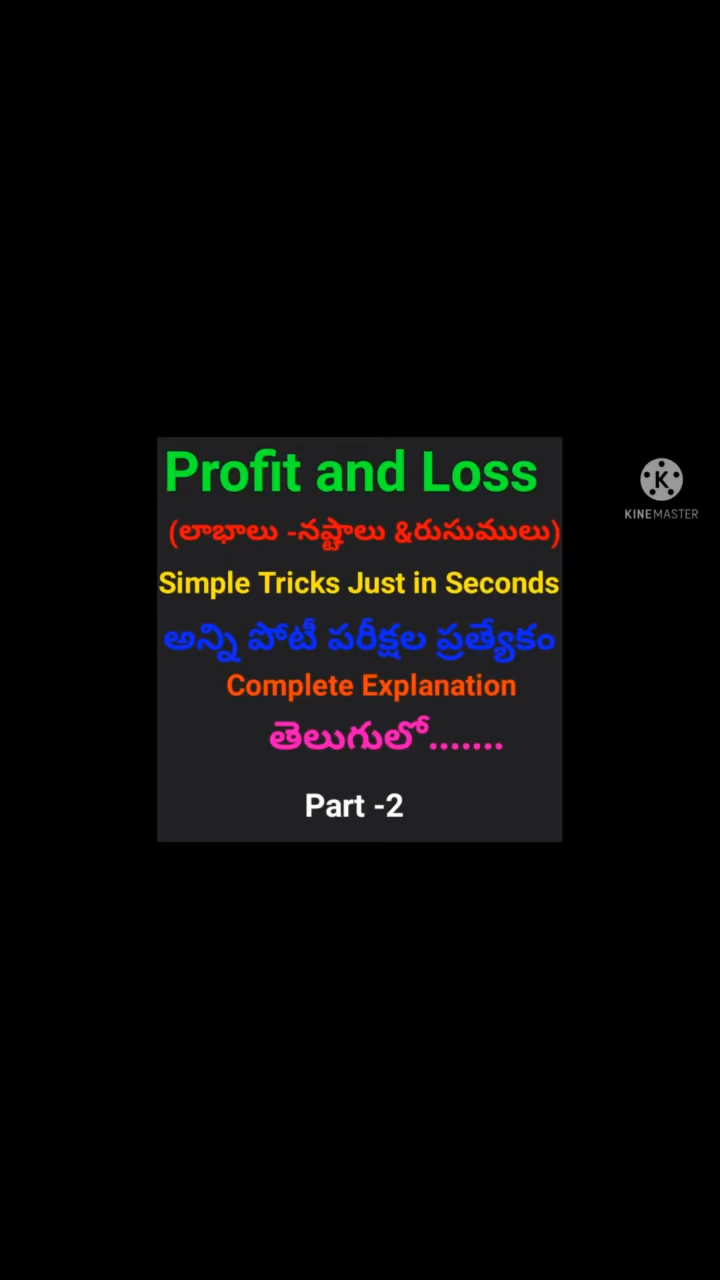 Profit and Loss
(లాభాలు -నష్టాలు &రుసుములు)
Simple Tricks Just in Seconds
అన్ని పోటీ పరీక్షల ప్రత్యేకం
Complete Explanation
తెలుగులో.......
Part -2
K
KINEMASTER